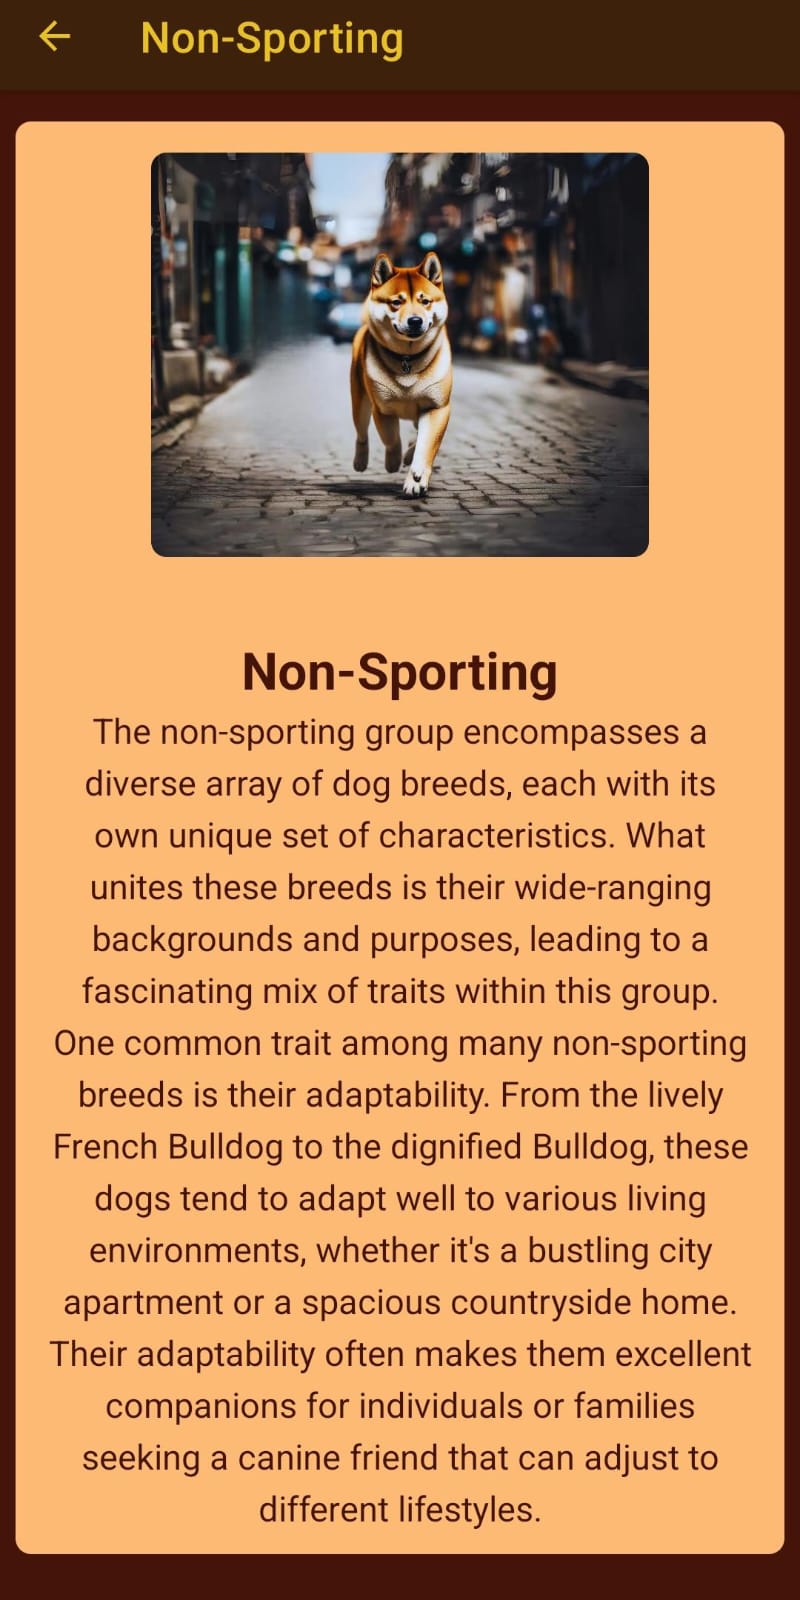 Non-Sporting
Non-Sporting
The non-sporting group encompasses a
diverse array of dog breeds, each with its
own unique set of characteristics. What
unites these breeds is their wide-ranging
backgrounds and purposes, leading to a
fascinating mix of traits within this group.
One common trait among many non-sporting
breeds is their adaptability. From the lively
French Bulldog to the dignified Bulldog, these
dogs tend to adapt well to various living
environments, whether it's a bustling city
apartment or a spacious countryside home.
Their adaptability often makes them excellent
companions for individuals or families
seeking a canine friend that can adjust to
different lifestyles.